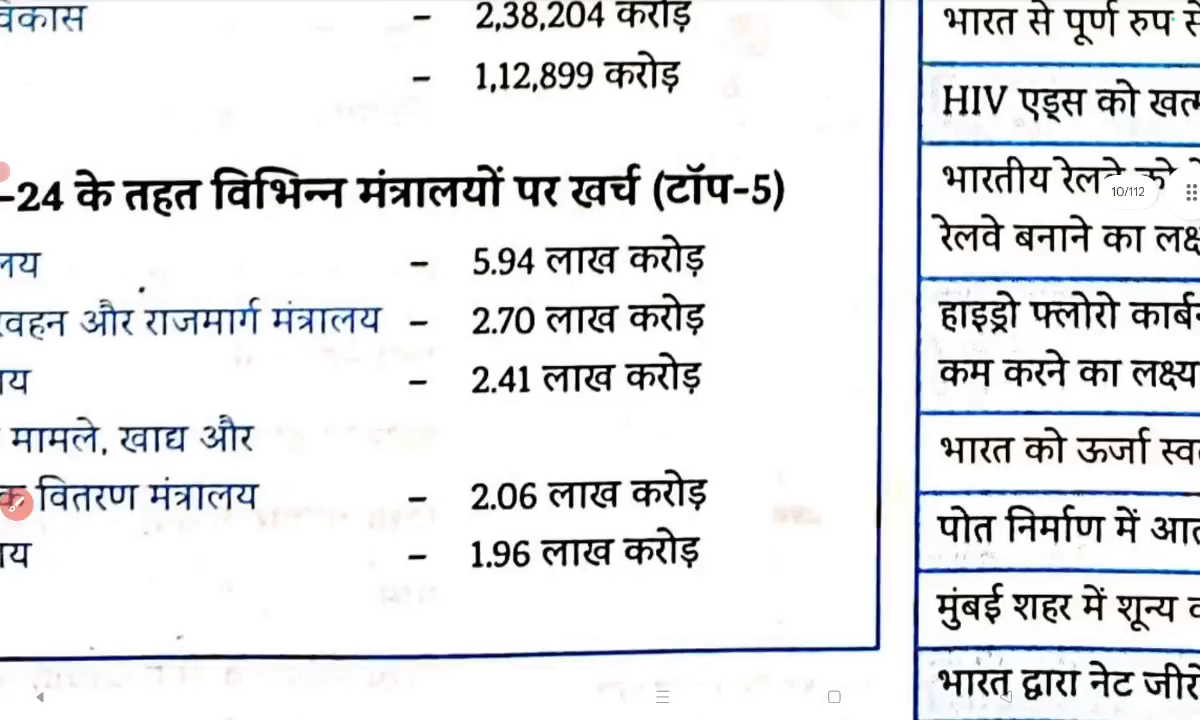 वकास - 2,38,204 करोड़
- 1,12,899 करोड़
-24 के तहत विभिन्न मंत्रालयों पर खर्च (टॉप-5)
लय - 5.94 लाख करोड़
वहन और राजमार्ग मंत्रालय - 2.70 लाख करोड़
य - 2.41 लाख करोड़
मामले, खाद्य और
क वितरण मंत्रालय - 2.06 लाख करोड़
य - 1.96 लाख करोड़
भारत से पूर्ण रुप से
HIV एड्स को खत्म
भारतीय रेलवे को
10/112
रेलवे बनाने का लक्ष
हाइड्रो फ्लोरो कार्बन
कम करने का लक्ष्य
भारत को ऊर्जा स्व
पोत निर्माण में आत
मुंबई शहर में शून्य
भारत द्वारा नेट जीरो